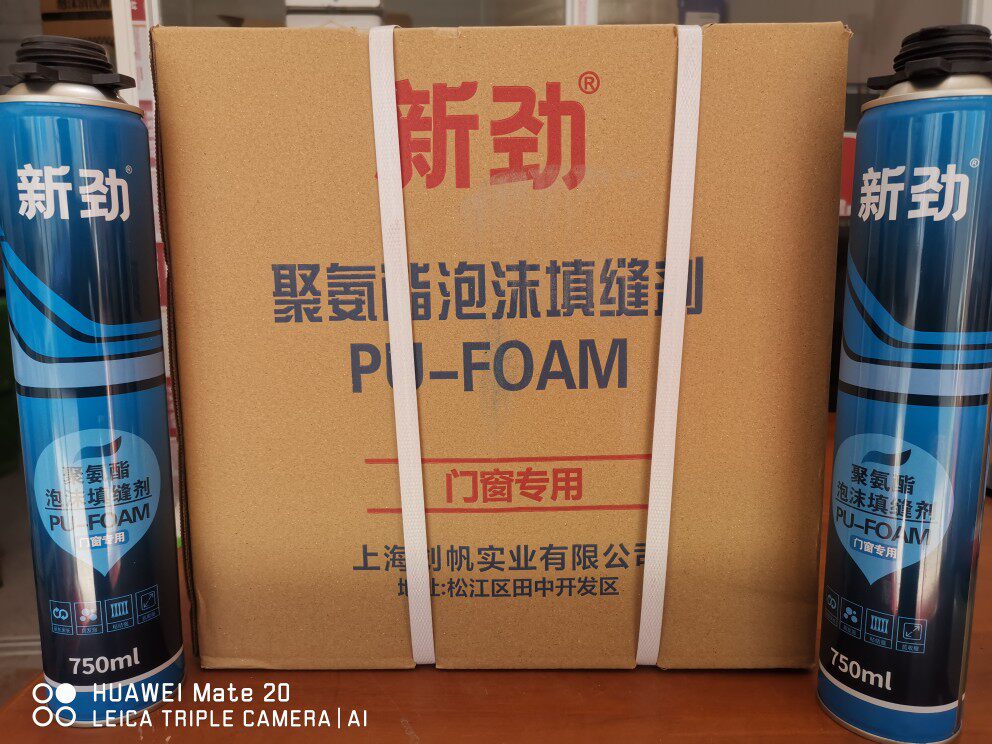 新劲®
聚氨酯
泡沫填缝剂
PU-FOAM
门窗专用
750ml
新劲®
聚氨酯泡沫填缝剂
PU-FOAM
门窗专用
上海创帆实业有限公司
地址:松江区田中开发区
新劲®
聚氨酯
泡沫填缝剂
PU-FOAM
门窗专用
750ml
HUAWEI Mate 20
LEICA TRIPLE CAMERA | AI